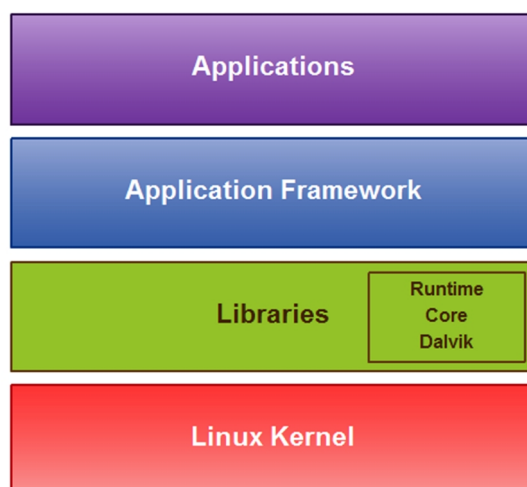 Applications
Application Framework
Libraries
Runtime
Core
Dalvik
Linux Kernel